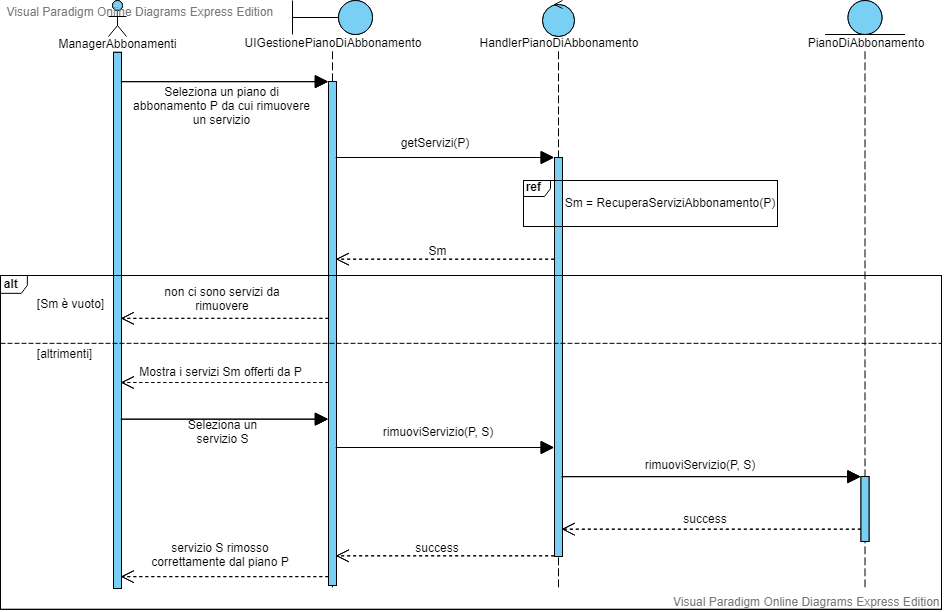 Visual Paradigm Online Diagrams Express Edition
ManagerAbbonamenti
UIGestionePianoDiAbbonamento
HandlerPianoDiAbbonamento
PianoDiAbbonamento
Seleziona un piano di
abbonamento P da cui rimuovere
un servizio
getServizi(P)
ref
Sm = RecuperaServiziAbbonamento(P)
Sm
alt
[Sm è vuoto]
non ci sono servizi da
rimuovere
[altrimenti]
Mostra i servizi Sm offerti da P
Seleziona un
servizio S
rimuoviServizio(P, S)
rimuoviServizio(P, S)
success
success
servizio S rimosso
correttamente dal piano P
Visual Paradigm Online Diagrams Express Edition